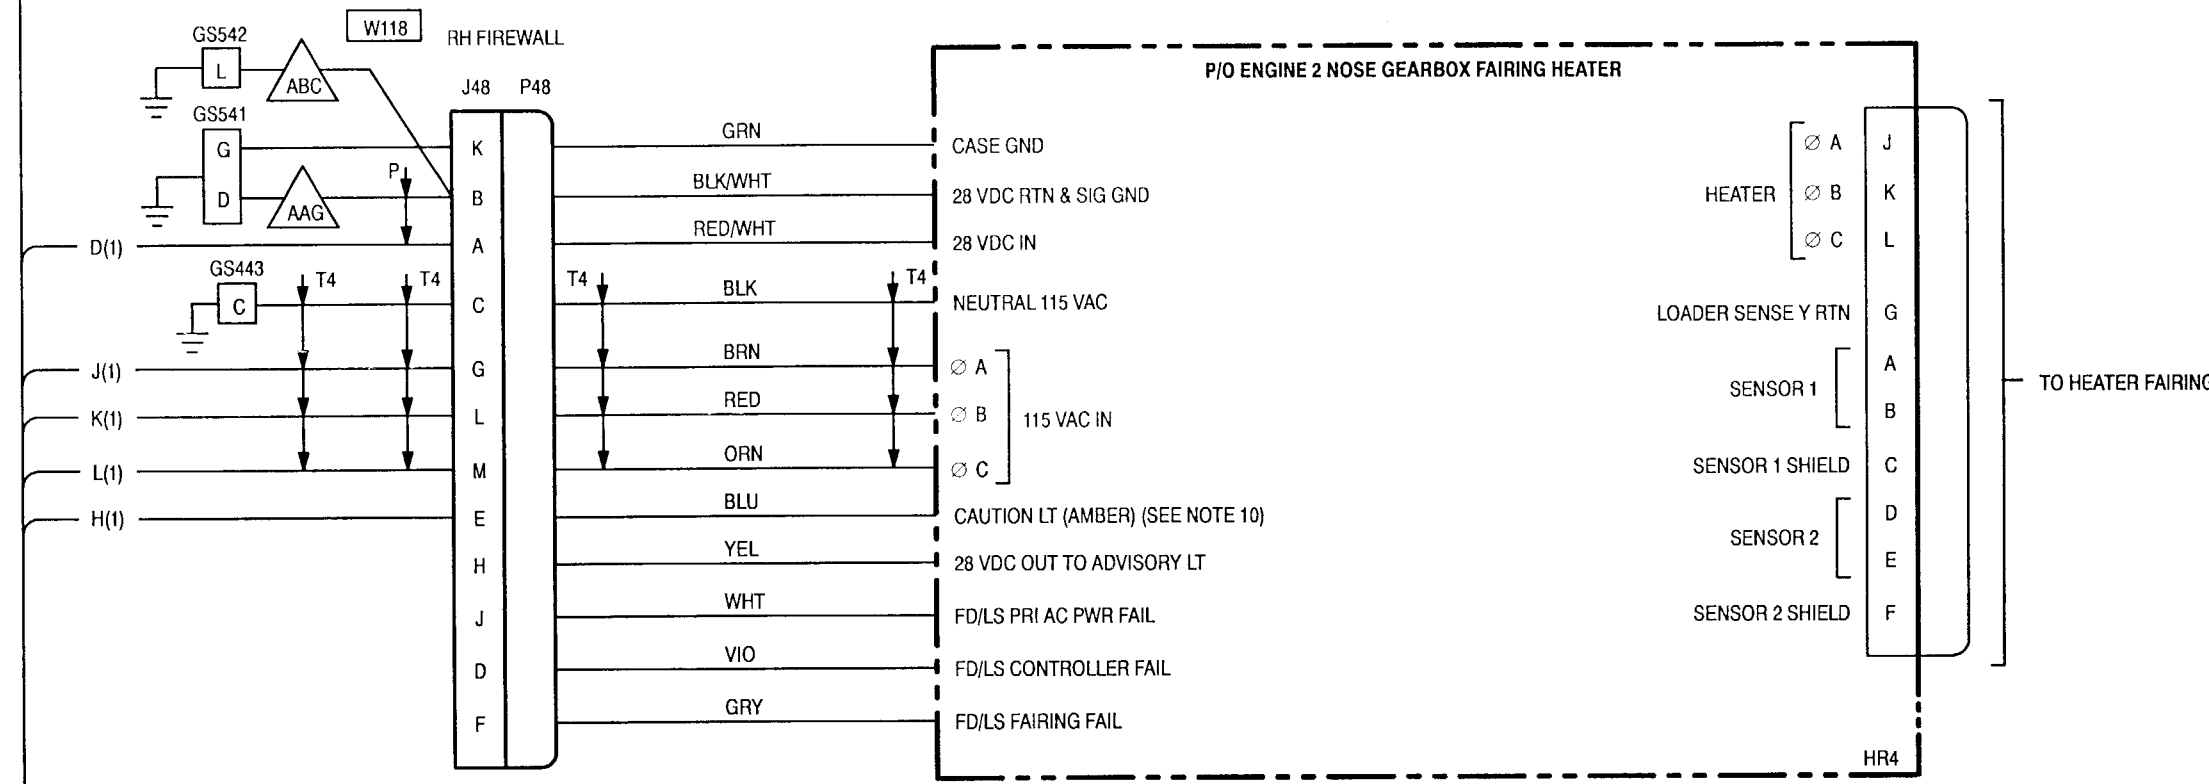 GS542
W118
RH FIREWALL
L
ABC
J48 P48
P/O ENGINE 2 NOSE GEARBOX FAIRING HEATER
GS541
G
K
GRN
CASE GND
D
AAG
P
B
BLK/WHT
28 VDC RTN & SIG GND
D(1)
A
RED/WHT
28 VDC IN
GS443
C
T4
T4
C
T4
BLK
T4
NEUTRAL 115 VAC
J(1)
G
BRN
∅ A
K(1)
L
RED
∅ B
115 VAC IN
L(1)
M
ORN
∅ C
H(1)
E
BLU
CAUTION LT (AMBER) (SEE NOTE 10)
H
YEL
28 VDC OUT TO ADVISORY LT
J
WHT
FD/LS PRI AC PWR FAIL
D
VIO
FD/LS CONTROLLER FAIL
F
GRY
FD/LS FAIRING FAIL
HEATER
∅ A J
∅ B K
∅ C L
LOADER SENSE Y RTN G
SENSOR 1
A
B
SENSOR 1 SHIELD C
SENSOR 2
D
E
SENSOR 2 SHIELD F
TO HEATER FAIRING
HR4